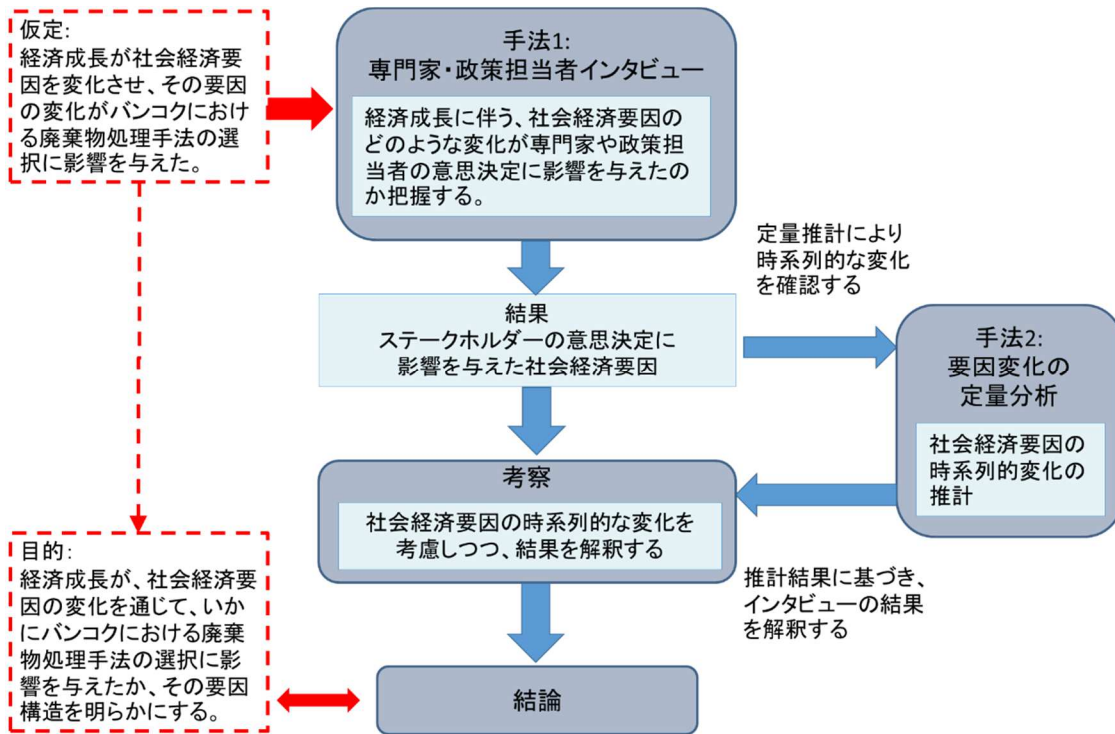 仮定:
経済成長が社会経済要
因を変化させ、その要因
の変化がバンコクにおけ
る廃棄物処理手法の選
択に影響を与えた。
手法1:
専門家・政策担当者インタビュー
経済成長に伴う、社会経済要因の
どのような変化が専門家や政策担
当者の意思決定に影響を与えたの
か把握する。
定量推計により
時系列的な変化
を確認する
結果
ステークホルダーの意思決定に
影響を与えた社会経済要因
手法2:
要因変化の
定量分析
社会経済要因の
時系列的変化の
推計
考察
社会経済要因の時系列的な変化を
考慮しつつ、結果を解釈する
推計結果に基づき、
インタビューの結果
を解釈する
目的:
経済成長が、社会経済要
因の変化を通じて、いか
にバンコクにおける廃棄
物処理手法の選択に影
響を与えたか、その要因
構造を明らかにする。
結論